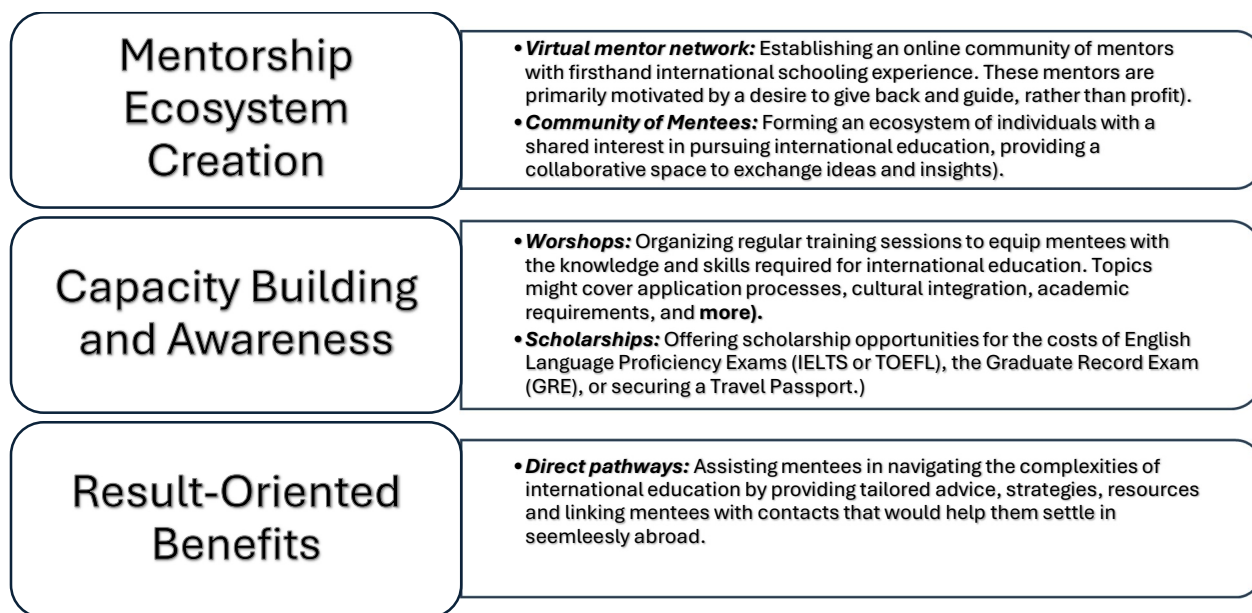 Mentorship
Ecosystem
Creation
• Virtual mentor network: Establishing an online community of mentors
with firsthand international schooling experience. These mentors are
primarily motivated by a desire to give back and guide, rather than profit).
• Community of Mentees: Forming an ecosystem of individuals with a
shared interest in pursuing international education, providing a
collaborative space to exchange ideas and insights).
Capacity Building
and Awareness
• Worshops: Organizing regular training sessions to equip mentees with
the knowledge and skills required for international education. Topics
might cover application processes, cultural integration, academic
requirements, and more).
• Scholarships: Offering scholarship opportunities for the costs of English
Language Proficiency Exams (IELTS or TOEFL), the Graduate Record Exam
(GRE), or securing a Travel Passport.)
Result-Oriented
Benefits
• Direct pathways: Assisting mentees in navigating the complexities of
international education by providing tailored advice, strategies, resources
and linking mentees with contacts that would help them settle in
seemleesly abroad.